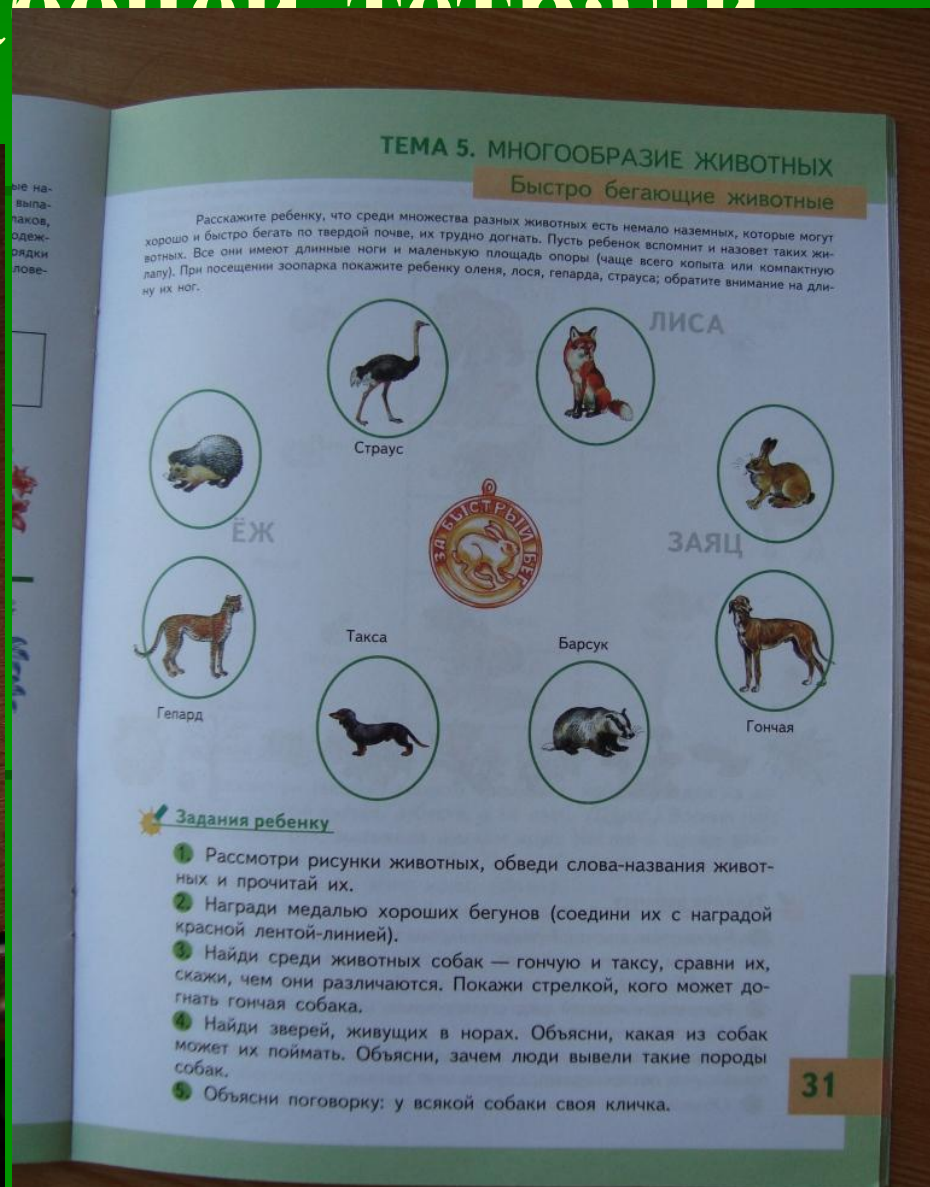 ые на-
выпа-
лаков,
одеж-
рядки
лове-
ТЕМА 5. МНОГООБРАЗИЕ ЖИВОТНЫХ
Быстро бегающие животные
Расскажите ребенку, что среди множества разных животных есть немало наземных, которые могут
хорошо и быстро бегать по твердой почве, их трудно догнать. Пусть ребенок вспомнит и назовет таких жи-
вотных. Все они имеют длинные ноги и маленькую площадь опоры (чаще всего копыта или компактную
лапу). При посещении зоопарка покажите ребенку оленя, лося, гепарда, страуса; обратите внимание на дли-
ну их ног.
ЛИСА
Страус
ЁЖ
ЗА БЫСТРЫЙ БЕГ
ЗАЯЦ
Такса
Барсук
Гепард
Гончая
Задания ребенку
1. Рассмотри рисунки животных, обведи слова-названия живот-
ных и прочитай их.
2. Награди медалью хороших бегунов (соедини их с наградой
красной лентой-линией).
3. Найди среди животных собак — гончую и таксу, сравни их,
скажи, чем они различаются. Покажи стрелкой, кого может до-
гнать гончая собака.
4. Найди зверей, живущих в норах. Объясни, какая из собак
может их поймать. Объясни, зачем люди вывели такие породы
собак.
5. Объясни поговорку: у всякой собаки своя кличка.
31